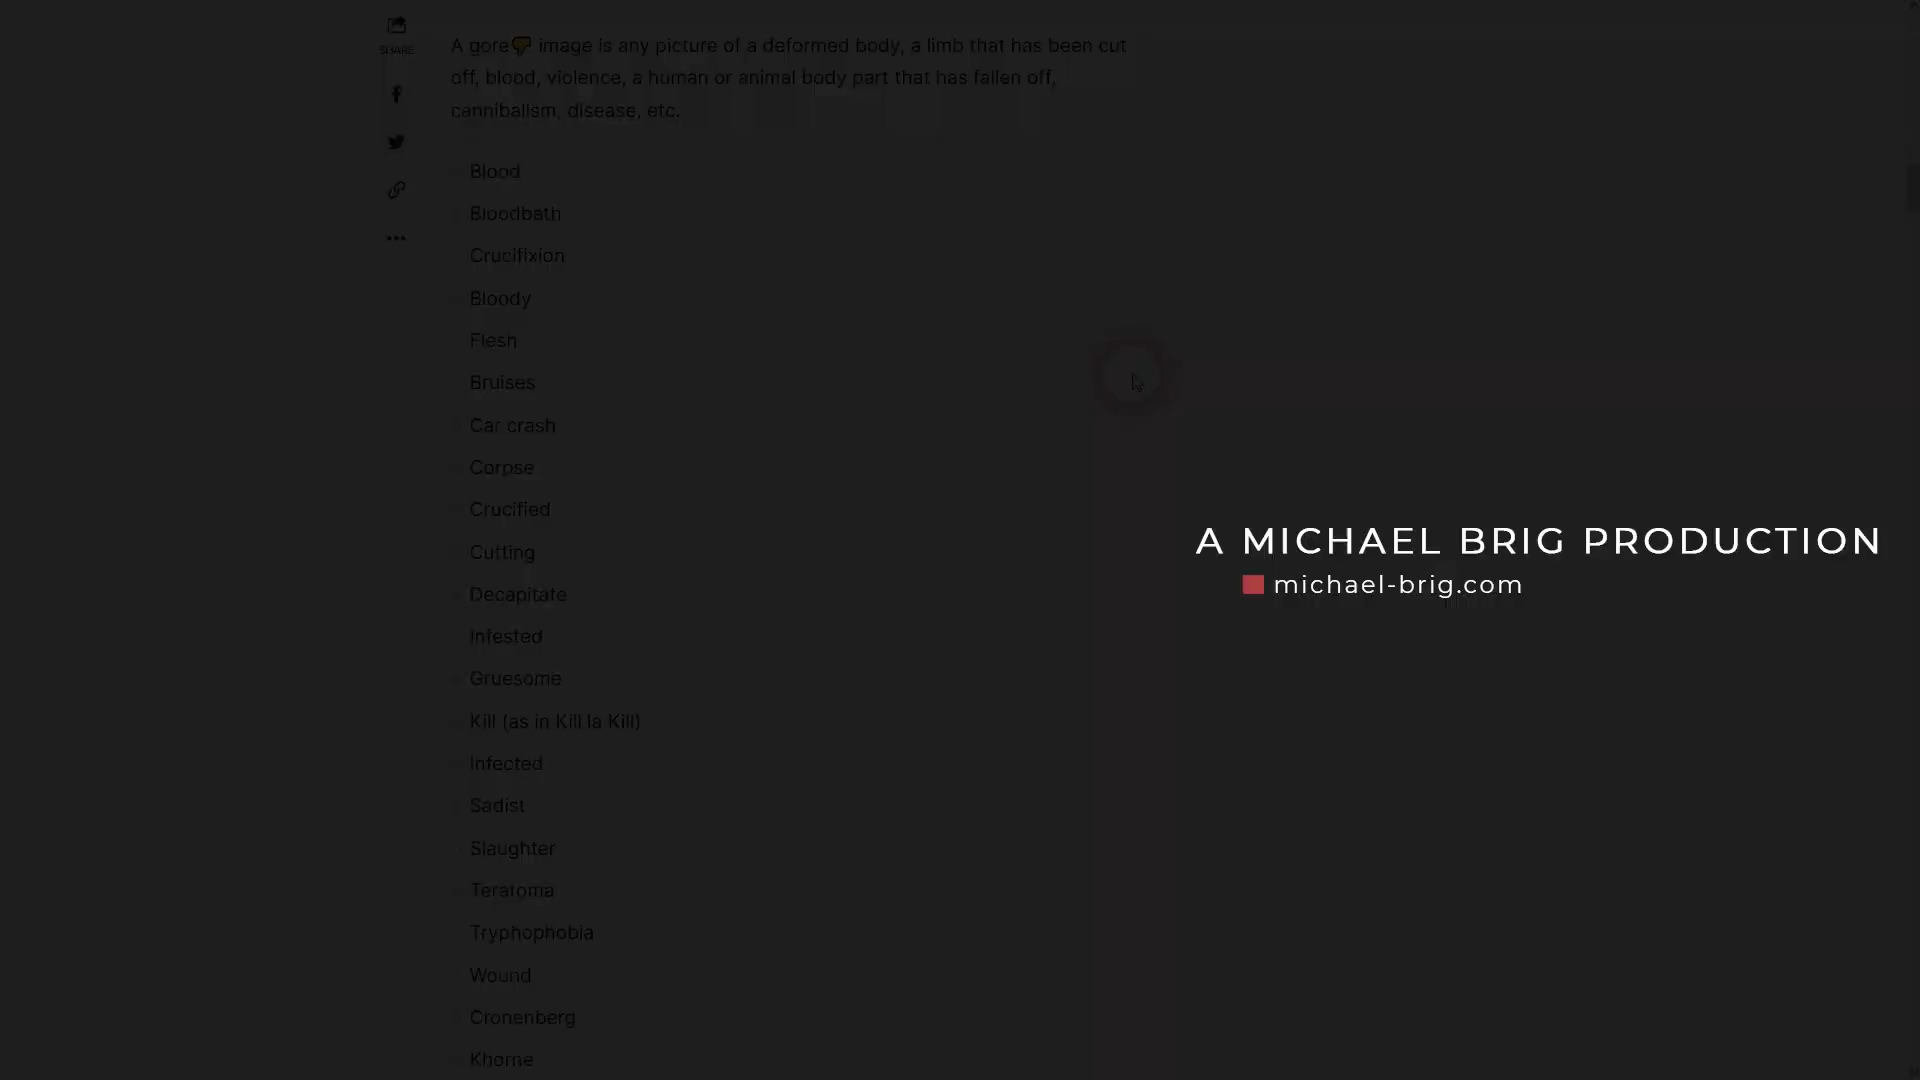 SHARE
A gore👎 image is any picture of a deformed body, a limb that has been cut
off, blood, violence, a human or animal body part that has fallen off,
cannibalism, disease, etc.
Blood
Bloodbath
Crucifixion
Bloody
Flesh
Bruises
Car crash
Corpse
Crucified
Cutting
Decapitate
Infested
Gruesome
Kill (as in Kill la Kill)
Infected
Sadist
Slaughter
Teratoma
Tryphophobia
Wound
Cronenberg
Khorne
A MICHAEL BRIG PRODUCTION
michael-brig.com